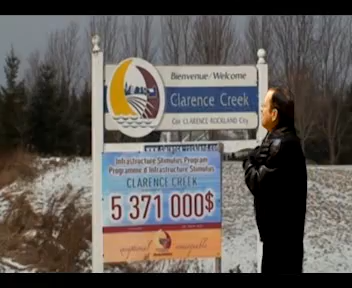 Bienvenue/Welcome
Clarence Creek
Cité CLARENCE-ROCKLAND City
Infrastructure Stimulus Program
Programme d'Infrastructure Stimulus
CLARENCE CREEK
5 371 000$